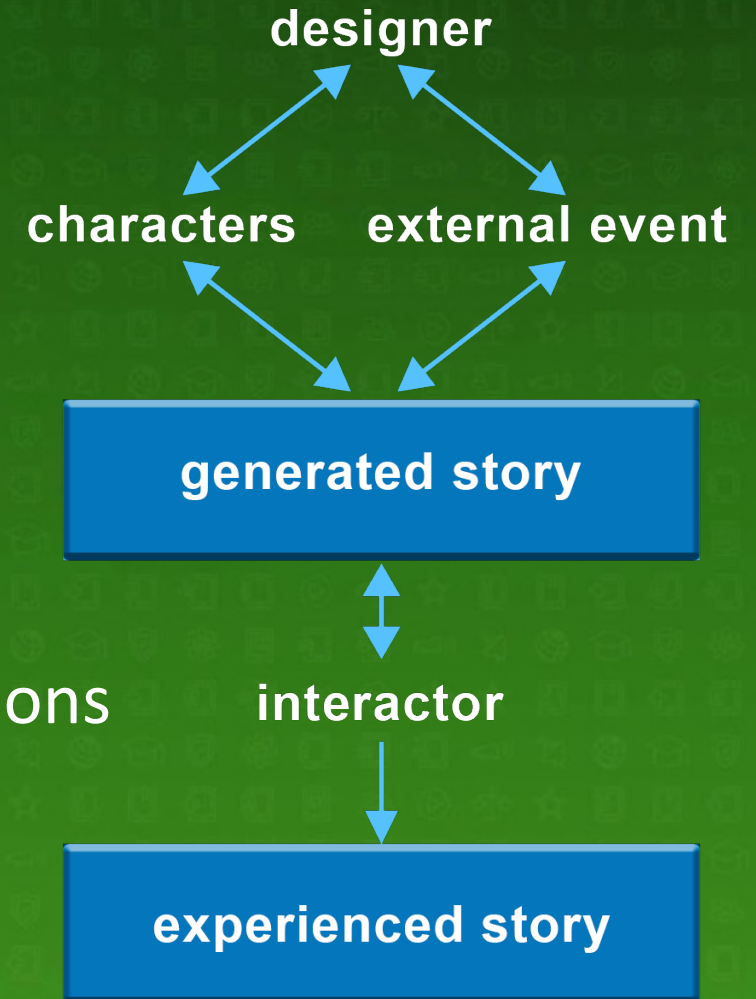 designer
characters external event
generated story
ons interactor
experienced story